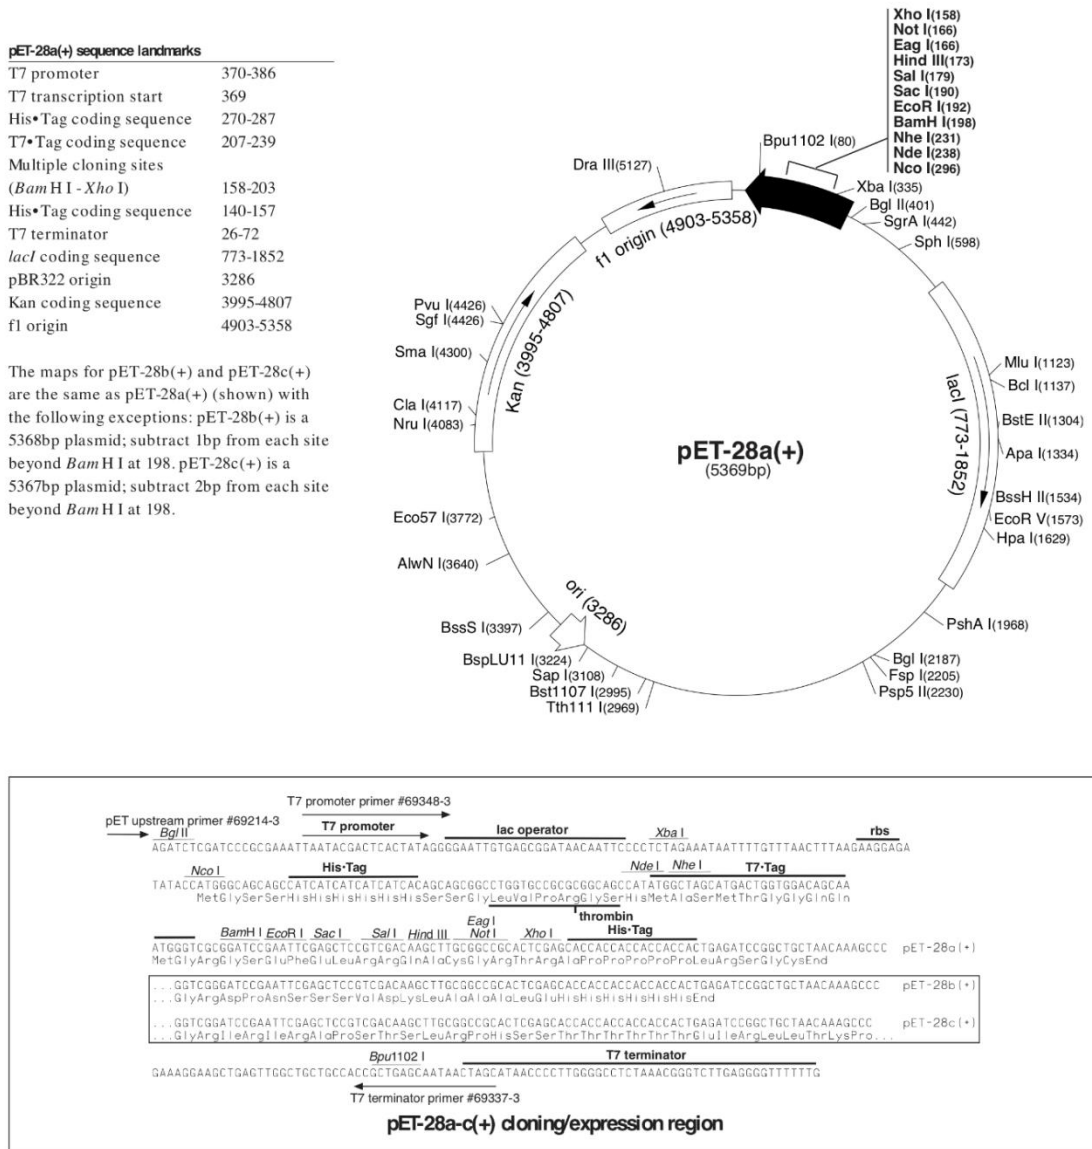 pET-28a(+) sequence landmarks
T7 promoter 370-386
T7 transcription start 369
His•Tag coding sequence 270-287
T7•Tag coding sequence 207-239
Multiple cloning sites
(BamH I - Xho I) 158-203
His•Tag coding sequence 140-157
T7 terminator 26-72
lacI coding sequence 773-1852
pBR322 origin 3286
Kan coding sequence 3995-4807
f1 origin 4903-5358
The maps for pET-28b(+) and pET-28c(+)
are the same as pET-28a(+) (shown) with
the following exceptions: pET-28b(+) is a
5368bp plasmid; subtract 1bp from each site
beyond BamH I at 198. pET-28c(+) is a
5367bp plasmid; subtract 2bp from each site
beyond BamH I at 198.
Xho I(158)
Not I(166)
Eag I(166)
Hind III(173)
Sal I(179)
Sac I(190)
EcoR I(192)
BamH I(198)
Nhe I(231)
Nde I(238)
Nco I(296)
Bpu1102 I(80)
Dra III(5127)
Xba I(335)
Bgl II(401)
SgrA I(442)
Sph I(598)
f1 origin (4903-5358)
Pvu I(4426)
Sgf I(4426)
Sma I(4300)
Kan (3995-4807)
Cla I(4117)
Nru I(4083)
Mlu I(1123)
Bcl I(1137)
BstE II(1304)
Apa I(1334)
lacI (773-1852)
BssH II(1534)
EcoR V(1573)
Hpa I(1629)
pET-28a(+)
(5369bp)
Eco57 I(3772)
AlwN I(3640)
ori (3286)
BssS I(3397)
PshA I(1968)
BspLU11 I(3224)
Sap I(3108)
Bst1107 I(2995)
Tth111 I(2969)
Bgl I(2187)
Fsp I(2205)
Psp5 II(2230)
T7 promoter primer #69348-3
pET upstream primer #69214-3
Bgl II T7 promoter lac operator Xba I rbs
AGATCTCGATCCCGCGAAATTAATACGACTCACTATAGGGGAATTGTGAGCGGATAACAATTCCCCTCTAGAAATAATTTTGTTTAACTTTAAGAAGGAGA
Nco I His•Tag Nde I Nhe I T7•Tag
TATACCATGGGCAGCAGCCATCATCATCATCATCACAGCAGCGGCCTGGTGCCGCGCGGCAGCCATATGGCTAGCATGACTGGTGGACAGCAA
MetGlySerSerHisHisHisHisHisHisSerSerGlyLeuValProArgGlySerHisMetAlaSerMetThrGlyGlyGlnGln
thrombin
BamH I EcoR I Sac I Sal I Hind III Eag I Not I Xho I His•Tag
ATGGGTCGCGGATCCGAATTCGAGCTCCGTCGACAAGCTTGCGGCCGCACTCGAGCACCACCACCACCACCACTGAGATCCGGCTGCTAACAAAGCCC pET-28a(+)
MetGlyArgGlySerGluPheGluLeuArgArgGlnAlaCysGlyArgThrArgAlaProProProProProLeuArgSerGlyCysEnd
...GGTCGGGATCCGAATTCGAGCTCCGTCGACAAGCTTGCGGCCGCACTCGAGCACCACCACCACCACCACTGAGATCCGGCTGCTAACAAAGCCC pET-28b(+)
...GlyArgAspProAsnSerSerSerValAspLysLeuAlaAlaAlaLeuGluHisHisHisHisHisHisEnd
...GGTCGGATCCGAATTCGAGCTCCGTCGACAAGCTTGCGGCCGCACTCGAGCACCACCACCACCACCACTGAGATCCGGCTGCTAACAAAGCCC pET-28c(+)
...GlyArgIleArgIleArgAlaProSerThrSerLeuArgProHisSerSerThrThrThrThrThrThrGluIleArgLeuLeuThrLysPro...
Bpu1102 I T7 terminator
GAAAGGAAGCTGAGTTGGCTGCTGCCACCGCTGAGCAATAACTAGCATAACCCCTTGGGGCCTCTAAACGGGTCTTGAGGGGTTTTTTG
T7 terminator primer #69337-3
pET-28a-c(+) cloning/expression region